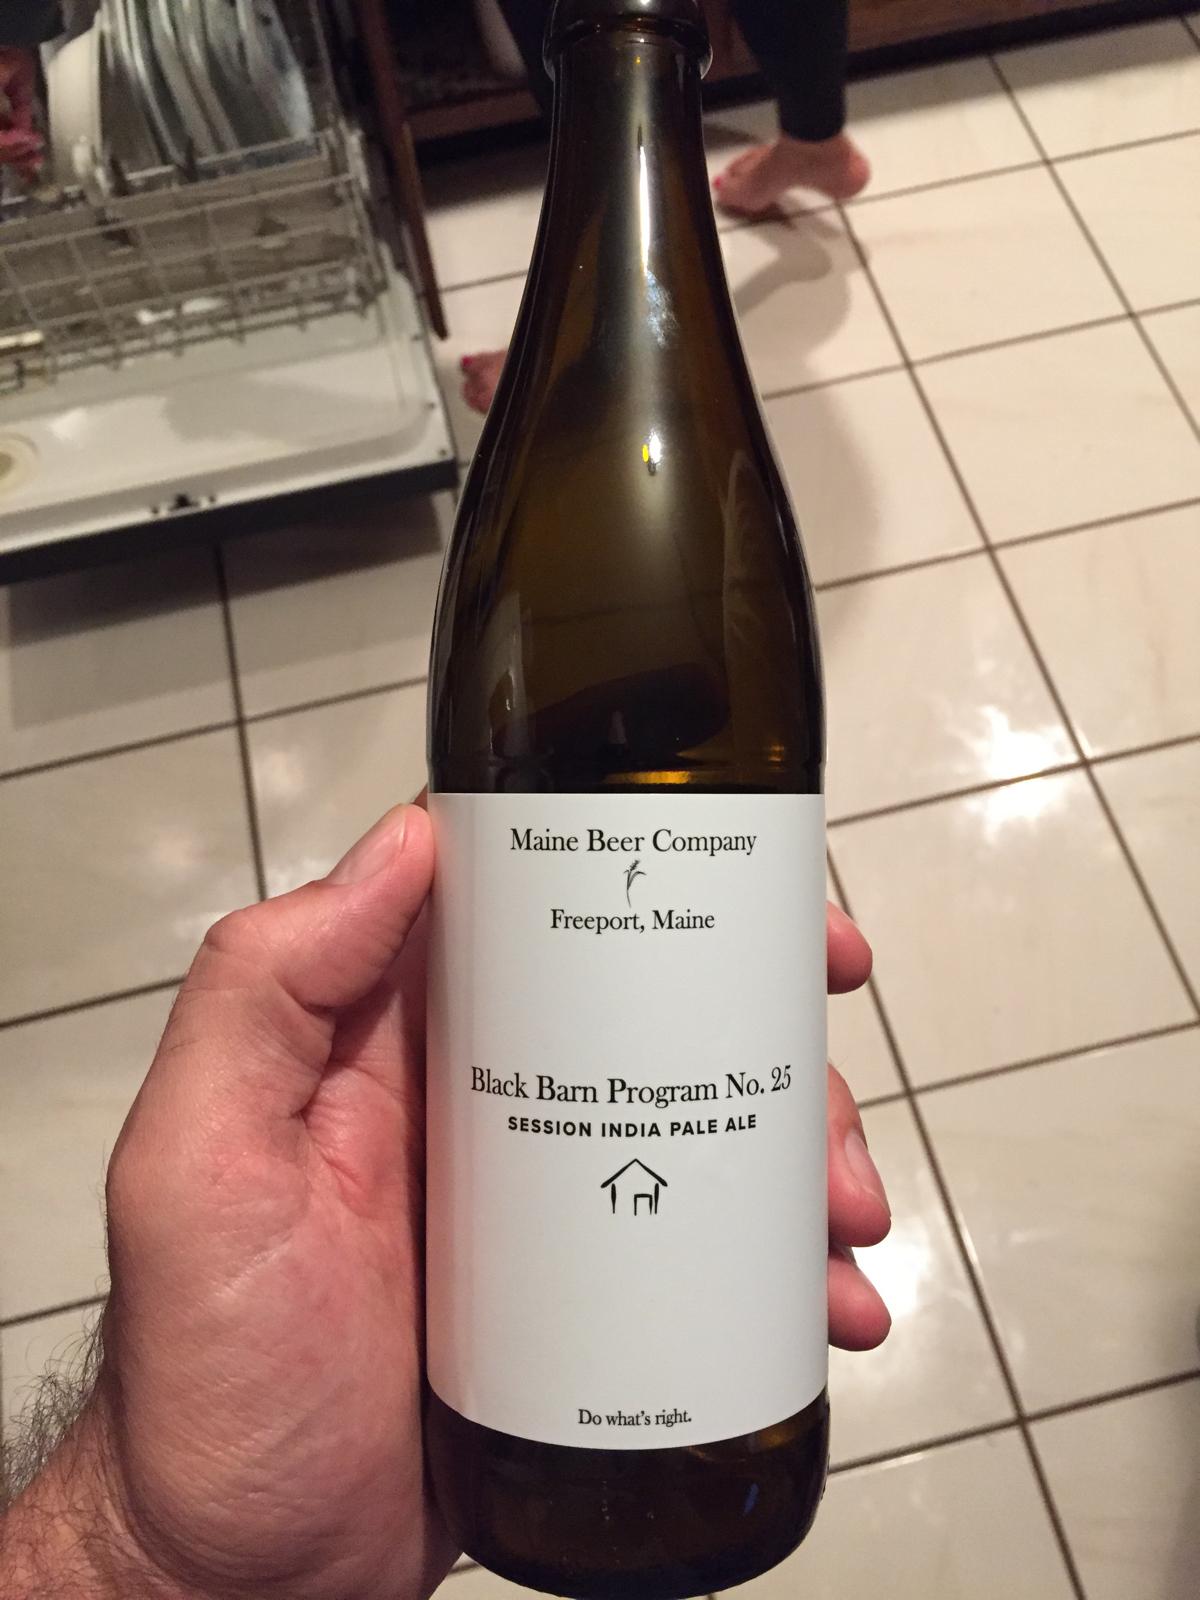 Maine Beer Company
Freeport, Maine
Black Barn Program No. 25
SESSION INDIA PALE ALE
Do what's right.